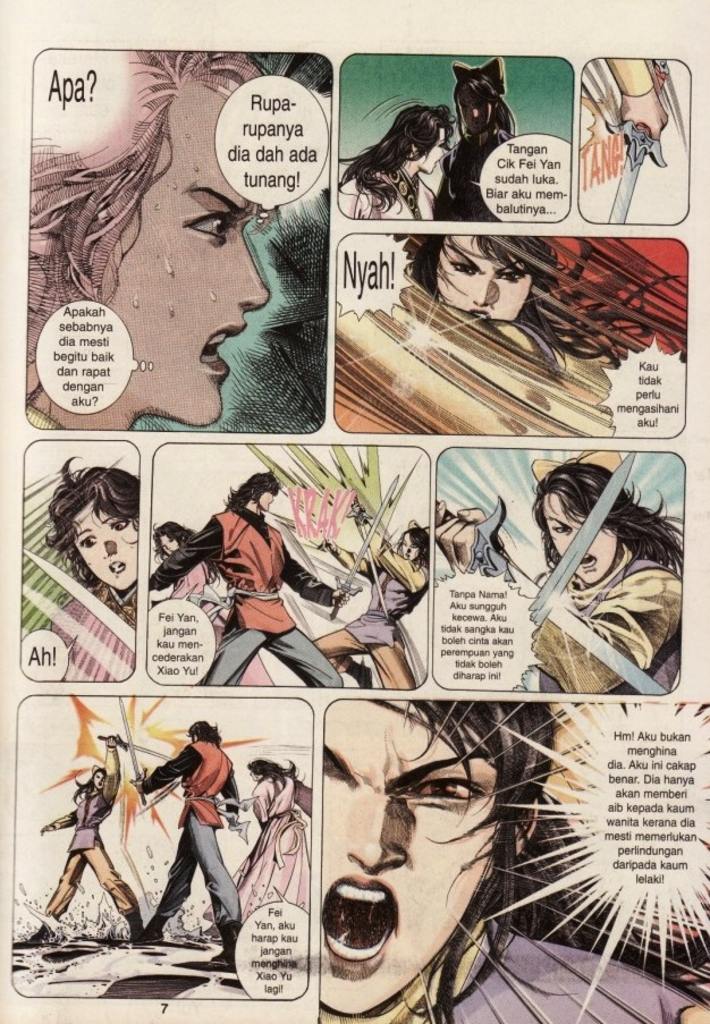 Apa?
Rupa-
rupanya
dia dah ada
tunang!
Apakah
sebabnya
dia mesti
begitu baik
dan rapat
dengan
aku?
Tangan
Cik Fei Yan
sudah luka.
Biar aku mem-
balutinya...
TANG!
Nyah!
Kau
tidak
perlu
mengasihani
aku!
Ah!
KRAK
Fei Yan,
jangan
kau men-
cederakan
Xiao Yu!
Tanpa Nama!
Aku sungguh
kecewa. Aku
tidak sangka kau
boleh cinta akan
perempuan yang
tidak boleh
diharap ini!
Fei
Yan, aku
harap kau
jangan
menghina
Xiao Yu
lagi!
Hm! Aku bukan
menghina
dia. Aku ini cakap
benar. Dia hanya
akan memberi
aib kepada kaum
wanita kerana dia
mesti memerlukan
perlindungan
daripada kaum
lelaki!
7